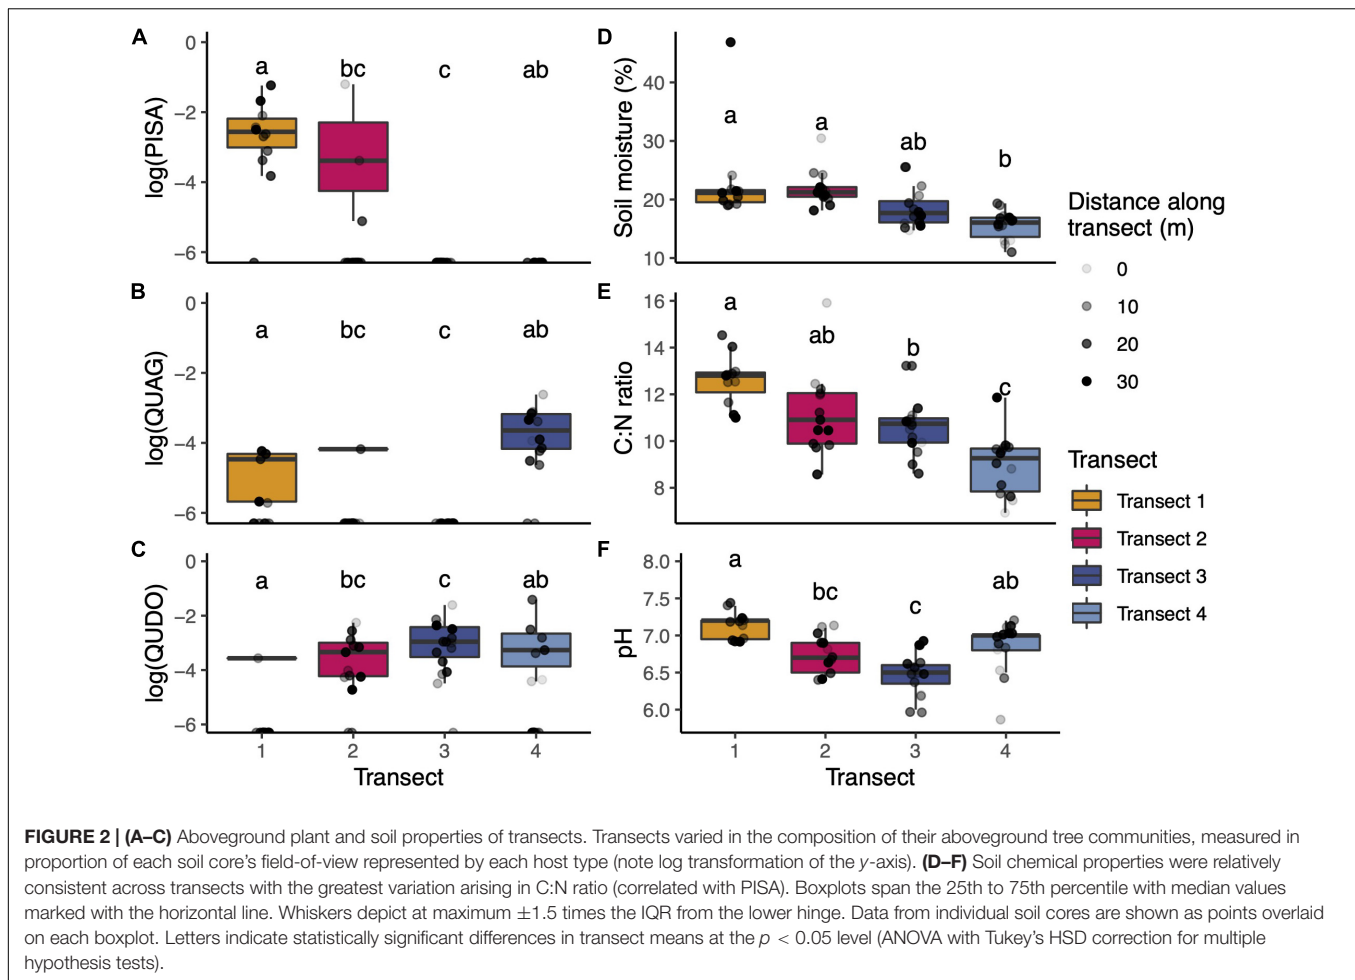 A
log(PISA)
0
−2
−4
−6
a
bc
c
ab
B
log(QUAG)
0
−2
−4
−6
a
bc
c
ab
C
log(QUDO)
0
−2
−4
−6
a
bc
c
ab
1
2
3
4
Transect
D
Soil moisture (%)
40
30
20
10
a
a
ab
b
E
C:N ratio
16
14
12
10
8
a
ab
b
c
F
pH
8.0
7.5
7.0
6.5
6.0
a
bc
c
ab
1
2
3
4
Transect
Distance along
transect (m)
0
10
20
30
Transect
Transect 1
Transect 2
Transect 3
Transect 4
FIGURE 2 | (A–C) Aboveground plant and soil properties of transects. Transects varied in the composition of their aboveground tree communities, measured in
proportion of each soil core's field-of-view represented by each host type (note log transformation of the y-axis). (D–F) Soil chemical properties were relatively
consistent across transects with the greatest variation arising in C:N ratio (correlated with PISA). Boxplots span the 25th to 75th percentile with median values
marked with the horizontal line. Whiskers depict at maximum ±1.5 times the IQR from the lower hinge. Data from individual soil cores are shown as points overlaid
on each boxplot. Letters indicate statistically significant differences in transect means at the p < 0.05 level (ANOVA with Tukey's HSD correction for multiple
hypothesis tests).